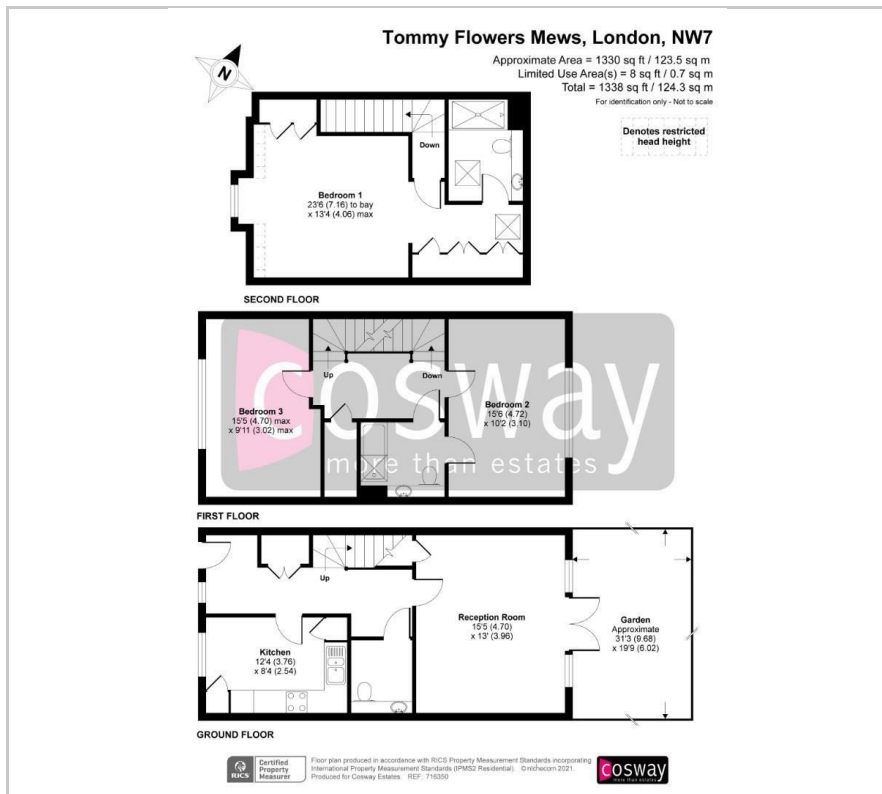 Tommy Flowers Mews, London, NW7
Approximate Area = 1330 sq ft / 123.5 sq m
Limited Use Area(s) = 8 sq ft / 0.7 sq m
Total = 1338 sq ft / 124.3 sq m
For identification only - Not to scale
N
Denotes restricted
head height
Down
Bedroom 1
23'6 (7.16) to bay
x 13'4 (4.06) max
SECOND FLOOR
cosway
more than estates
Up
Down
Bedroom 3
15'5 (4.70) max
x 9'11 (3.02) max
Bedroom 2
15'6 (4.72)
x 10'2 (3.10)
FIRST FLOOR
Up
Reception Room
15'5 (4.70)
x 13' (3.96)
Garden
Approximate
31'3 (9.68)
x 19'9 (6.02)
Kitchen
12'4 (3.76)
x 8'4 (2.54)
GROUND FLOOR
RICS
Certified
Property
Measurer
Floor plan produced in accordance with RICS Property Measurement Standards incorporating
International Property Measurement Standards (IPMS2 Residential). ©nichecom 2021.
Produced for Cosway Estates. REF: 716350
cosway
more than estates